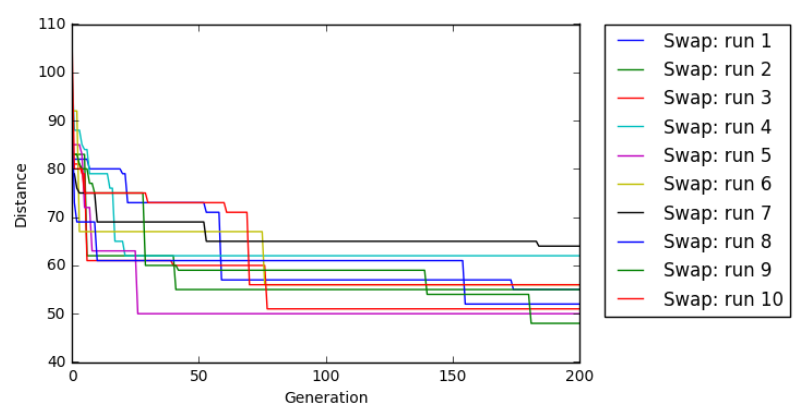 110
100
90
80
70
60
50
40
Distance
0
50
100
150
200
Generation
Swap: run 1
Swap: run 2
Swap: run 3
Swap: run 4
Swap: run 5
Swap: run 6
Swap: run 7
Swap: run 8
Swap: run 9
Swap: run 10